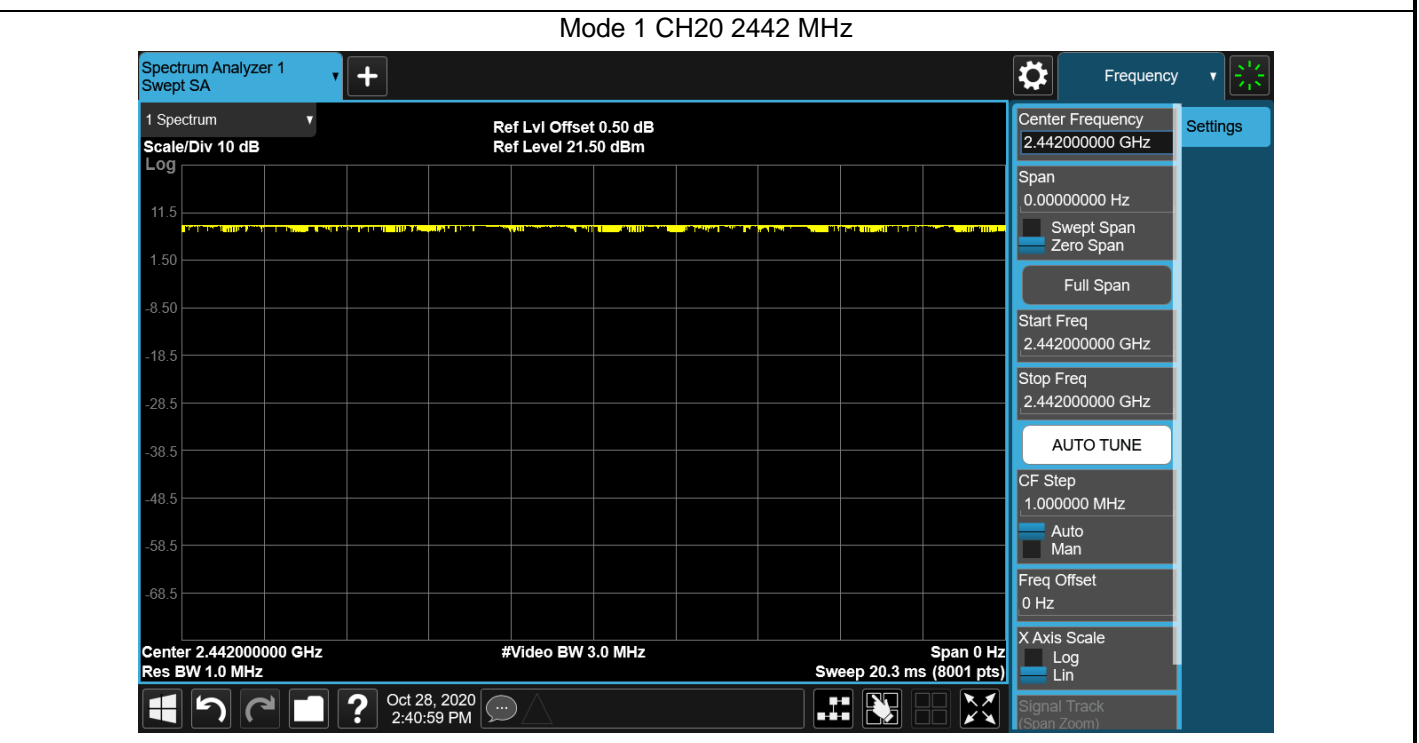 Mode 1 CH20 2442 MHz
Spectrum Analyzer 1
Swept SA
Frequency
1 Spectrum
Scale/Div 10 dB
Log
Ref Lvl Offset 0.50 dB
Ref Level 21.50 dBm
11.5
1.50
-8.50
-18.5
-28.5
-38.5
-48.5
-58.5
-68.5
Center 2.442000000 GHz
#Video BW 3.0 MHz
Span 0 Hz
Res BW 1.0 MHz
Sweep 20.3 ms (8001 pts)
Center Frequency
2.442000000 GHz
Settings
Span
0.00000000 Hz
Swept Span
Zero Span
Full Span
Start Freq
2.442000000 GHz
Stop Freq
2.442000000 GHz
AUTO TUNE
CF Step
1.000000 MHz
Auto
Man
Freq Offset
0 Hz
X Axis Scale
Log
Lin
Signal Track
(Span Zoom)
?
Oct 28, 2020
2:40:59 PM